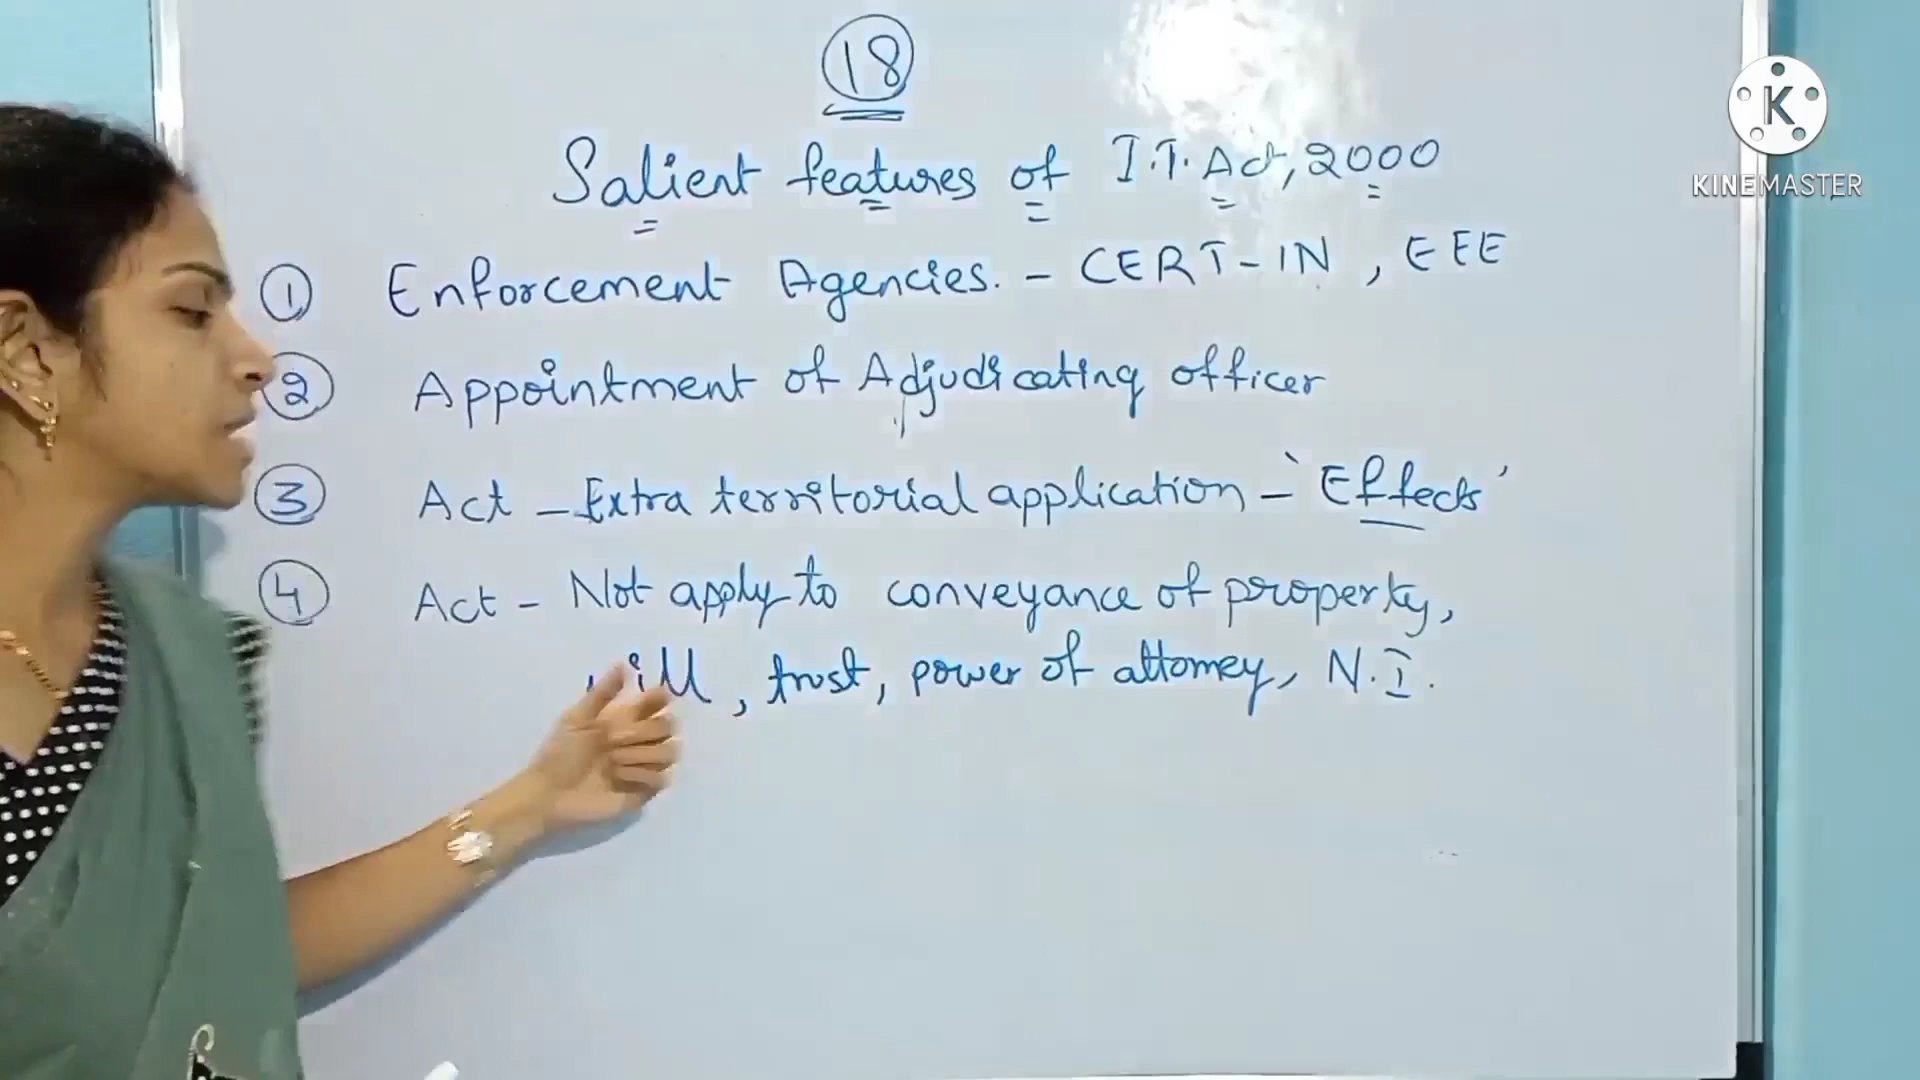 18
Salient features of I.T. Act, 2000
1 Enforcement Agencies. - CERT-IN, EEE
2 Appointment of Adjudicating officer
3 Act - Extra territorial application - 'Effects'
4 Act - Not apply to conveyance of property,
will, trust, power of attorney, N.I.
K
KINEMASTER